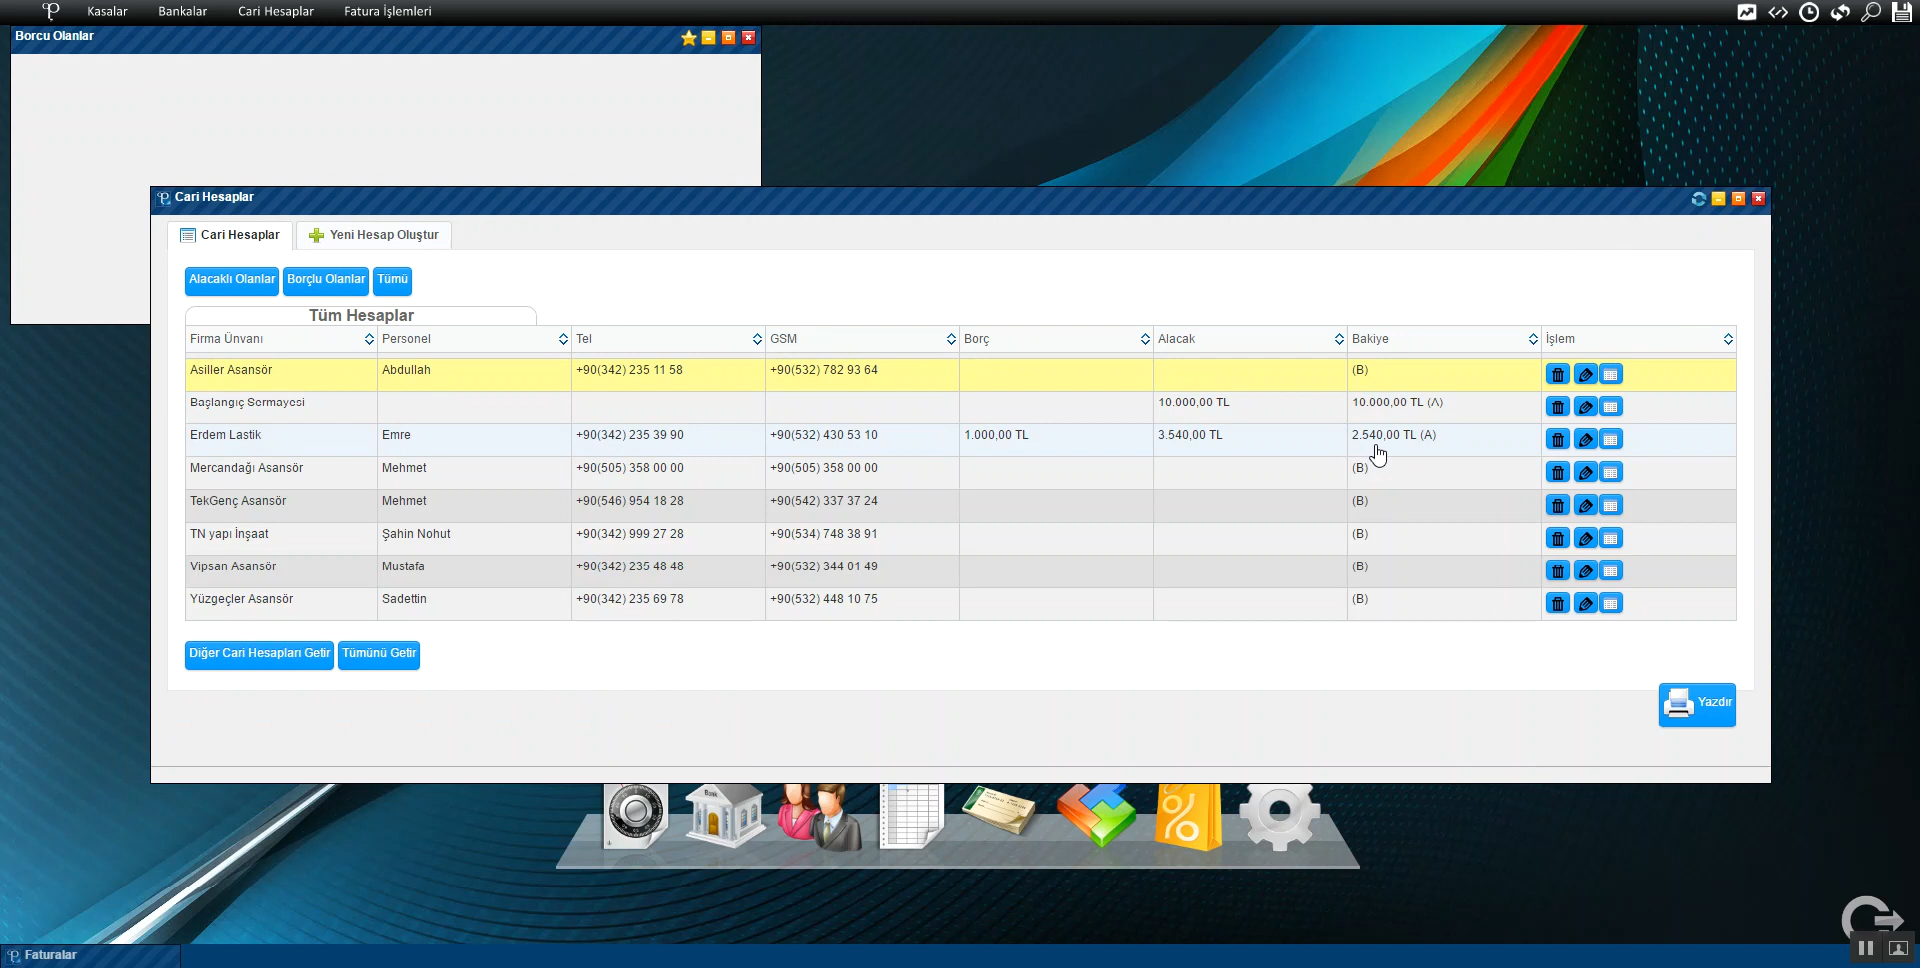 Kasalar Bankalar Cari Hesaplar Fatura İşlemleri
Borcu Olanlar
Cari Hesaplar
Cari Hesaplar Yeni Hesap Oluştur
Alacaklı Olanlar Borçlu Olanlar Tümü
Tüm Hesaplar
Firma Ünvanı Personel Tel GSM Borç Alacak Bakiye İşlem
Asiller Asansör Abdullah +90(342) 235 11 58 +90(532) 782 93 64 (B)
Başlangıç Sermayesi 10.000,00 TL 10.000,00 TL (A)
Erdem Lastik Emre +90(342) 235 39 90 +90(532) 430 53 10 1.000,00 TL 3.540,00 TL 2.540,00 TL (A)
Mercandağı Asansör Mehmet +90(505) 358 00 00 +90(505) 358 00 00 (B)
TekGenç Asansör Mehmet +90(546) 954 18 28 +90(542) 337 37 24 (B)
TN yapı İnşaat Şahin Nohut +90(342) 999 27 28 +90(534) 748 38 91 (B)
Vipsan Asansör Mustafa +90(342) 235 48 48 +90(532) 344 01 49 (B)
Yüzgeçler Asansör Sadettin +90(342) 235 69 78 +90(532) 448 10 75 (B)
Diğer Cari Hesapları Getir Tümünü Getir
Yazdır
Bank
Faturalar